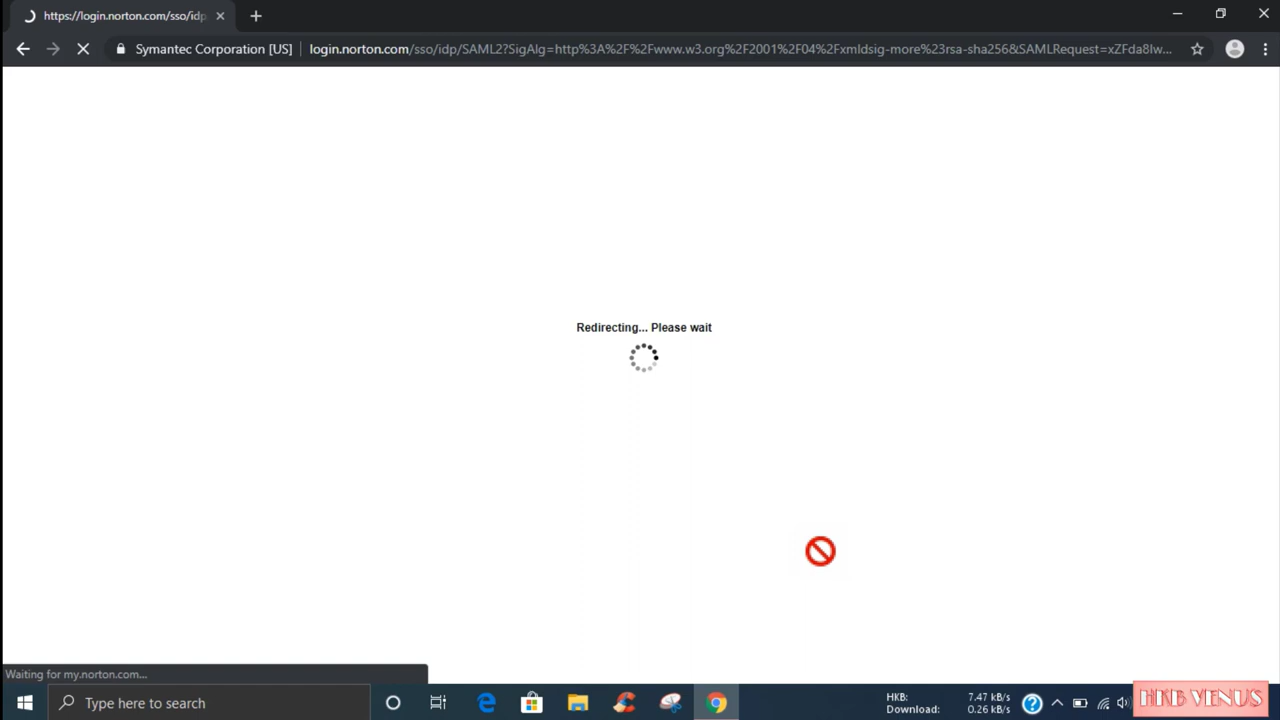 https://login.norton.com/sso/idp
Symantec Corporation [US]
login.norton.com/sso/idp/SAML2?SigAlg=http%3A%2F%2Fwww.w3.org%2F2001%2F04%2Fxmldsig-more%23rsa-sha256&SAMLRequest=xZFda8Iw...
Redirecting... Please wait
Waiting for my.norton.com...
Type here to search
HKB: 7.47 kB/s
Download: 0.26 kB/s
HKB VENUS